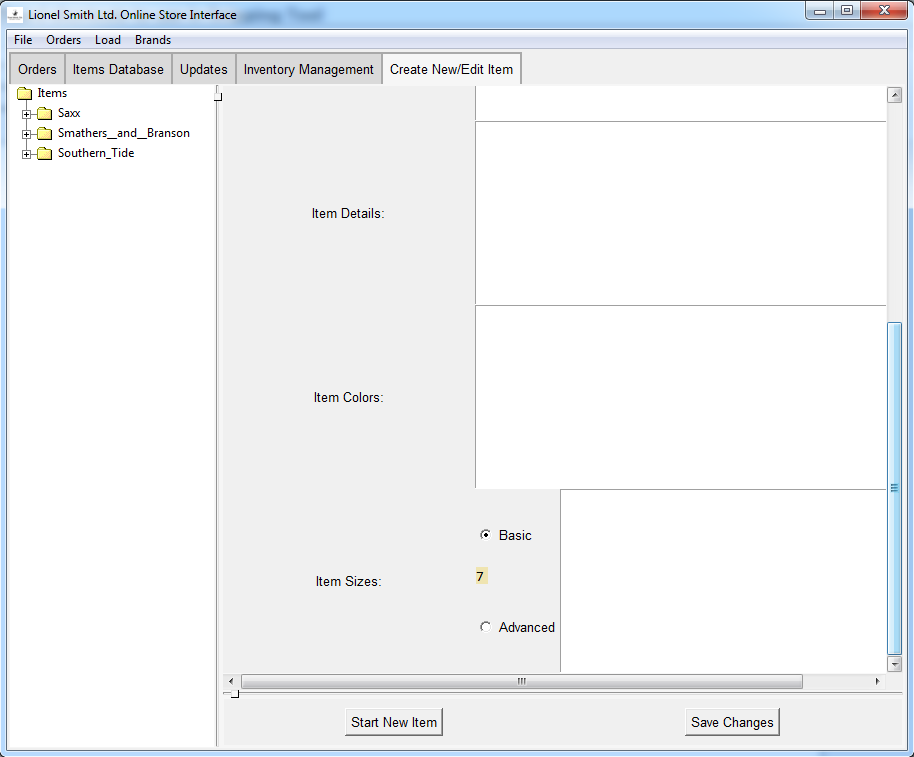 Lionel Smith Ltd. Online Store Interface
File Orders Load Brands
Orders Items Database Updates Inventory Management Create New/Edit Item
Items
Saxx
Smathers__and__Branson
Southern_Tide
Item Details:
Item Colors:
Basic
Item Sizes:
7
Advanced
Start New Item Save Changes